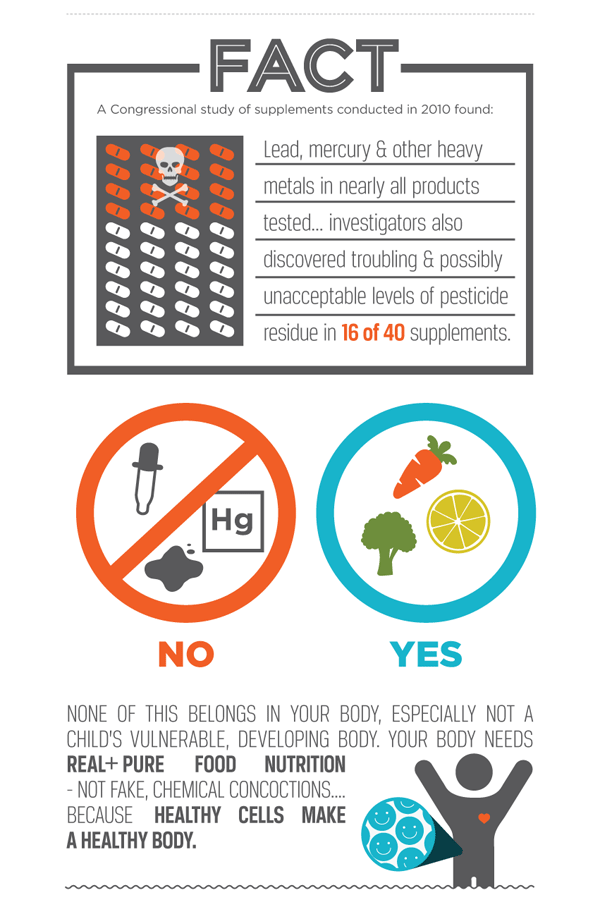 FACT
A Congressional study of supplements conducted in 2010 found:
Lead, mercury & other heavy
metals in nearly all products
tested... investigators also
discovered troubling & possibly
unacceptable levels of pesticide
residue in 16 of 40 supplements.
Hg
NO
YES
NONE OF THIS BELONGS IN YOUR BODY, ESPECIALLY NOT A
CHILD'S VULNERABLE, DEVELOPING BODY. YOUR BODY NEEDS
REAL+ PURE FOOD NUTRITION
- NOT FAKE, CHEMICAL CONCOCTIONS....
BECAUSE HEALTHY CELLS MAKE
A HEALTHY BODY.